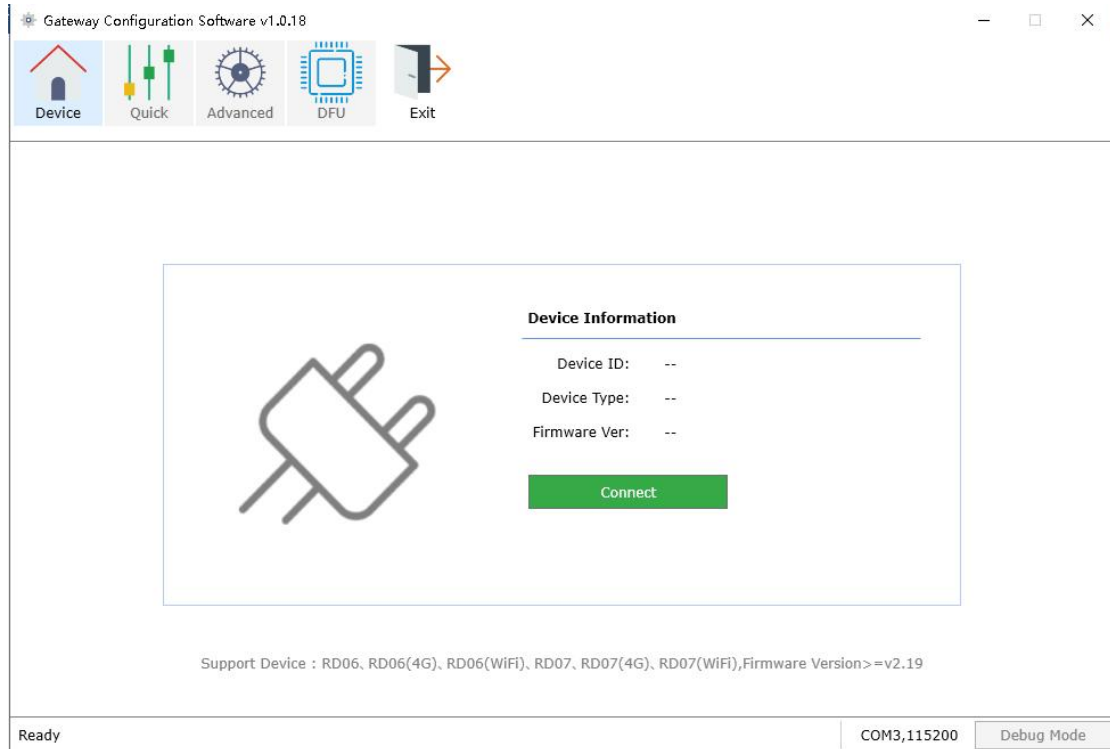 Gateway Configuration Software v1.0.18
Device Quick Advanced DFU Exit
Device Information
Device ID: --
Device Type: --
Firmware Ver: --
Connect
Support Device : RD06、RD06(4G)、RD06(WiFi)、RD07、RD07(4G)、RD07(WiFi),Firmware Version>=v2.19
Ready COM3,115200 Debug Mode